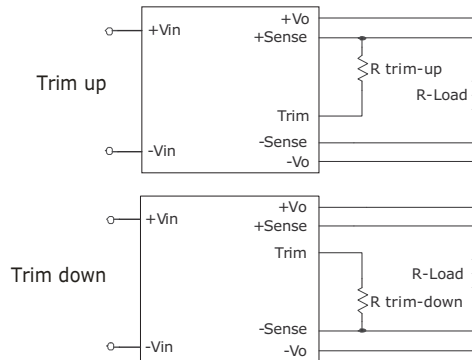 +Vo
+Vin
+Sense
R trim-up
Trim up
R-Load
Trim
-Sense
-Vin
-Vo
+Vo
+Vin
+Sense
Trim
Trim down
R-Load
R trim-down
-Sense
-Vin
-Vo